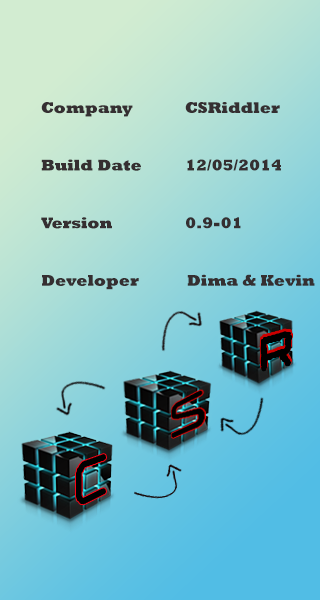 Company CSRiddler
Build Date 12/05/2014
Version 0.9-01
Developer Dima & Kevin
R
S
C